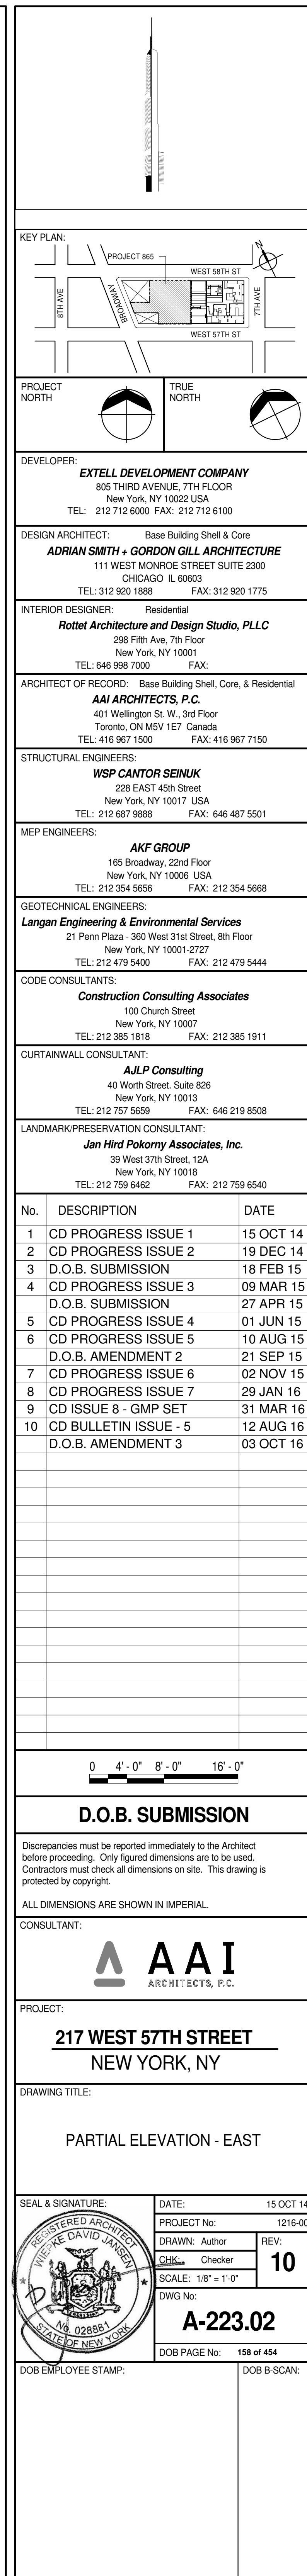 KEY PLAN:
PROJECT 865
WEST 58TH ST
8TH AVE
BROADWAY
7TH AVE
WEST 57TH ST
N
PROJECT
NORTH
TRUE
NORTH
DEVELOPER:
EXTELL DEVELOPMENT COMPANY
805 THIRD AVENUE, 7TH FLOOR
New York, NY 10022 USA
TEL: 212 712 6000 FAX: 212 712 6100
DESIGN ARCHITECT: Base Building Shell & Core
ADRIAN SMITH + GORDON GILL ARCHITECTURE
111 WEST MONROE STREET SUITE 2300
CHICAGO IL 60603
TEL: 312 920 1888 FAX: 312 920 1775
INTERIOR DESIGNER: Residential
Rottet Architecture and Design Studio, PLLC
298 Fifth Ave, 7th Floor
New York, NY 10001
TEL: 646 998 7000 FAX:
ARCHITECT OF RECORD: Base Building Shell, Core, & Residential
AAI ARCHITECTS, P.C.
401 Wellington St. W., 3rd Floor
Toronto, ON M5V 1E7 Canada
TEL: 416 967 1500 FAX: 416 967 7150
STRUCTURAL ENGINEERS:
WSP CANTOR SEINUK
228 EAST 45th Street
New York, NY 10017 USA
TEL: 212 687 9888 FAX: 646 487 5501
MEP ENGINEERS:
AKF GROUP
165 Broadway, 22nd Floor
New York, NY 10006 USA
TEL: 212 354 5656 FAX: 212 354 5668
GEOTECHNICAL ENGINEERS:
Langan Engineering & Environmental Services
21 Penn Plaza - 360 West 31st Street, 8th Floor
New York, NY 10001-2727
TEL: 212 479 5400 FAX: 212 479 5444
CODE CONSULTANTS:
Construction Consulting Associates
100 Church Street
New York, NY 10007
TEL: 212 385 1818 FAX: 212 385 1911
CURTAINWALL CONSULTANT:
AJLP Consulting
40 Worth Street. Suite 826
New York, NY 10013
TEL: 212 757 5659 FAX: 646 219 8508
LANDMARK/PRESERVATION CONSULTANT:
Jan Hird Pokorny Associates, Inc.
39 West 37th Street, 12A
New York, NY 10018
TEL: 212 759 6462 FAX: 212 759 6540
No. DESCRIPTION DATE
1 CD PROGRESS ISSUE 1 15 OCT 14
2 CD PROGRESS ISSUE 2 19 DEC 14
3 D.O.B. SUBMISSION 18 FEB 15
4 CD PROGRESS ISSUE 3 09 MAR 15
D.O.B. SUBMISSION 27 APR 15
5 CD PROGRESS ISSUE 4 01 JUN 15
6 CD PROGRESS ISSUE 5 10 AUG 15
D.O.B. AMENDMENT 2 21 SEP 15
7 CD PROGRESS ISSUE 6 02 NOV 15
8 CD PROGRESS ISSUE 7 29 JAN 16
9 CD ISSUE 8 - GMP SET 31 MAR 16
10 CD BULLETIN ISSUE - 5 12 AUG 16
D.O.B. AMENDMENT 3 03 OCT 16
0 4' - 0" 8' - 0" 16' - 0"
D.O.B. SUBMISSION
Discrepancies must be reported immediately to the Architect
before proceeding. Only figured dimensions are to be used.
Contractors must check all dimensions on site. This drawing is
protected by copyright.
ALL DIMENSIONS ARE SHOWN IN IMPERIAL.
CONSULTANT:
AAI
ARCHITECTS, P.C.
PROJECT:
217 WEST 57TH STREET
NEW YORK, NY
DRAWING TITLE:
PARTIAL ELEVATION - EAST
SEAL & SIGNATURE:
REGISTERED ARCHITECT
DAVID JANSEN
No. 028881
STATE OF NEW YORK
DATE: 15 OCT 14
PROJECT No: 1216-00
DRAWN: Author
CHK: Checker
SCALE: 1/8" = 1'-0"
REV:
10
DWG No:
A-223.02
DOB PAGE No: 158 of 454
DOB EMPLOYEE STAMP:
DOB B-SCAN: